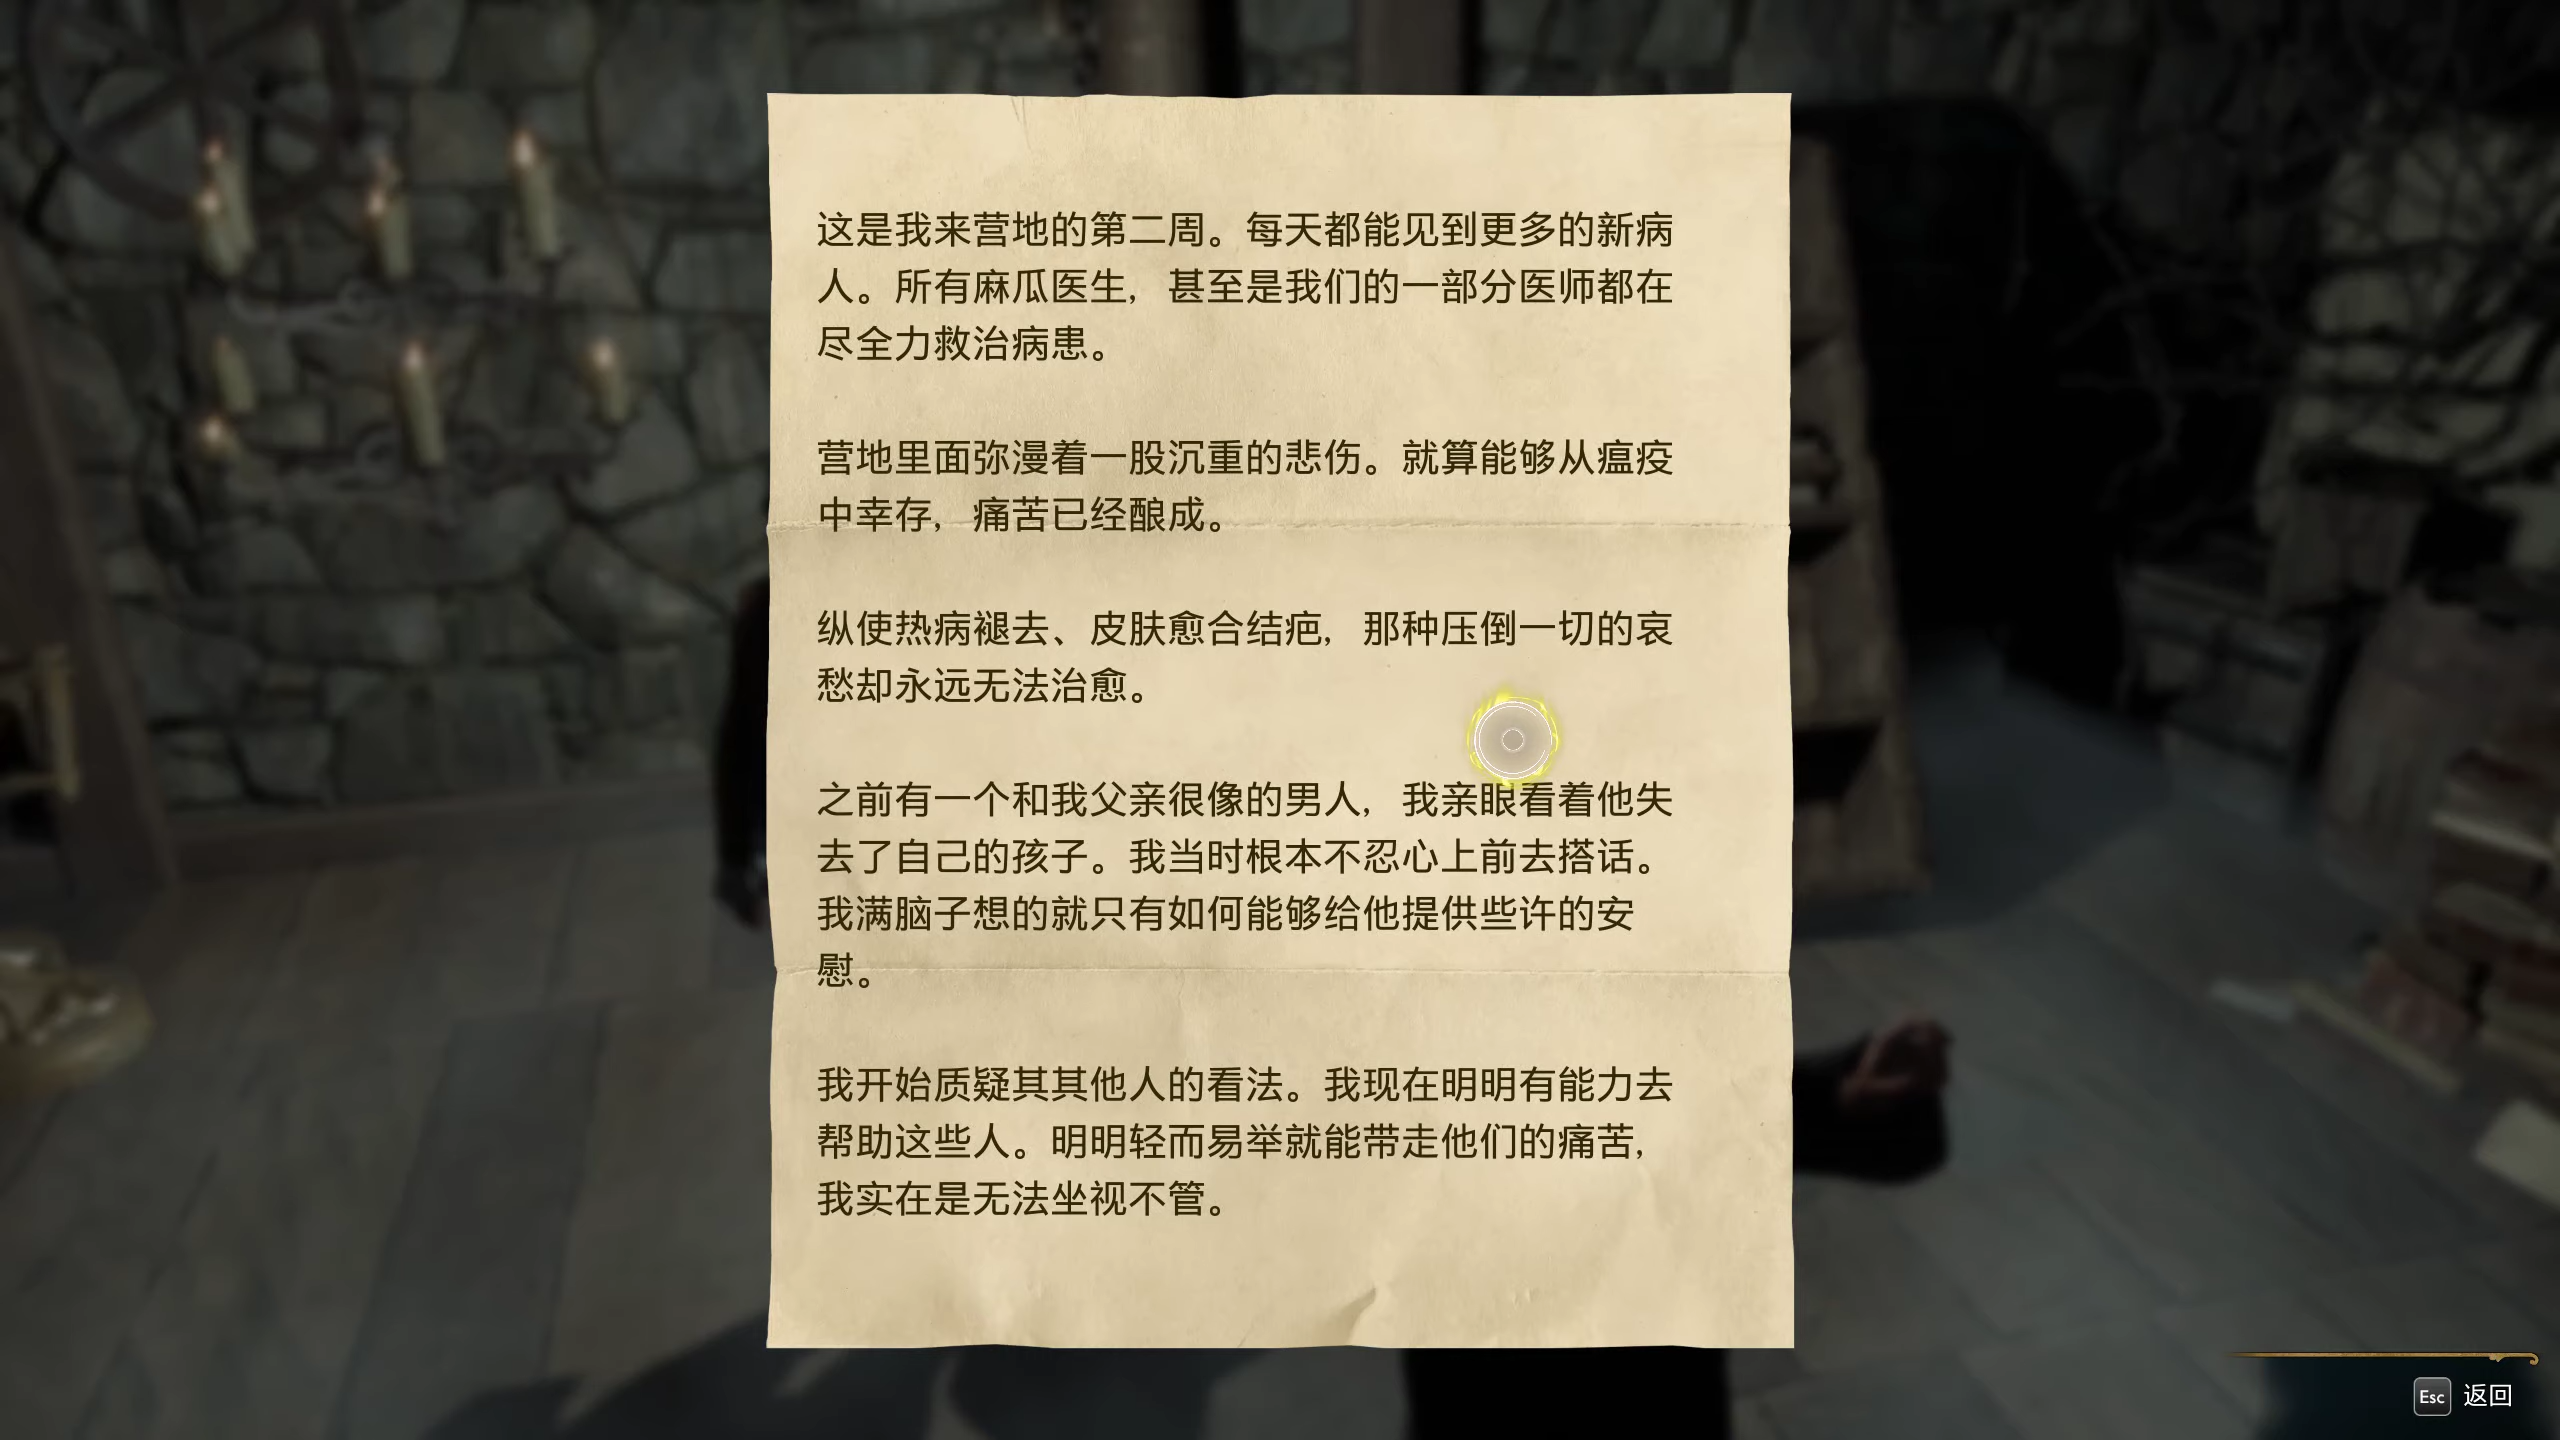 这是我来营地的第二周。每天都能见到更多的新病
人。所有麻瓜医生，甚至是我们的一部分医师都在
尽全力救治病患。
营地里面弥漫着一股沉重的悲伤。就算能够从瘟疫
中幸存，痛苦已经酿成。
纵使热病褪去、皮肤愈合结疤，那种压倒一切的哀
愁却永远无法治愈。
之前有一个和我父亲很像的男人，我亲眼看着他失
去了自己的孩子。我当时根本不忍心上前去搭话。
我满脑子想的就只有如何能够给他提供些许的安
慰。
我开始质疑其其他人的看法。我现在明明有能力去
帮助这些人。明明轻而易举就能带走他们的痛苦，
我实在是无法坐视不管。
Esc 返回